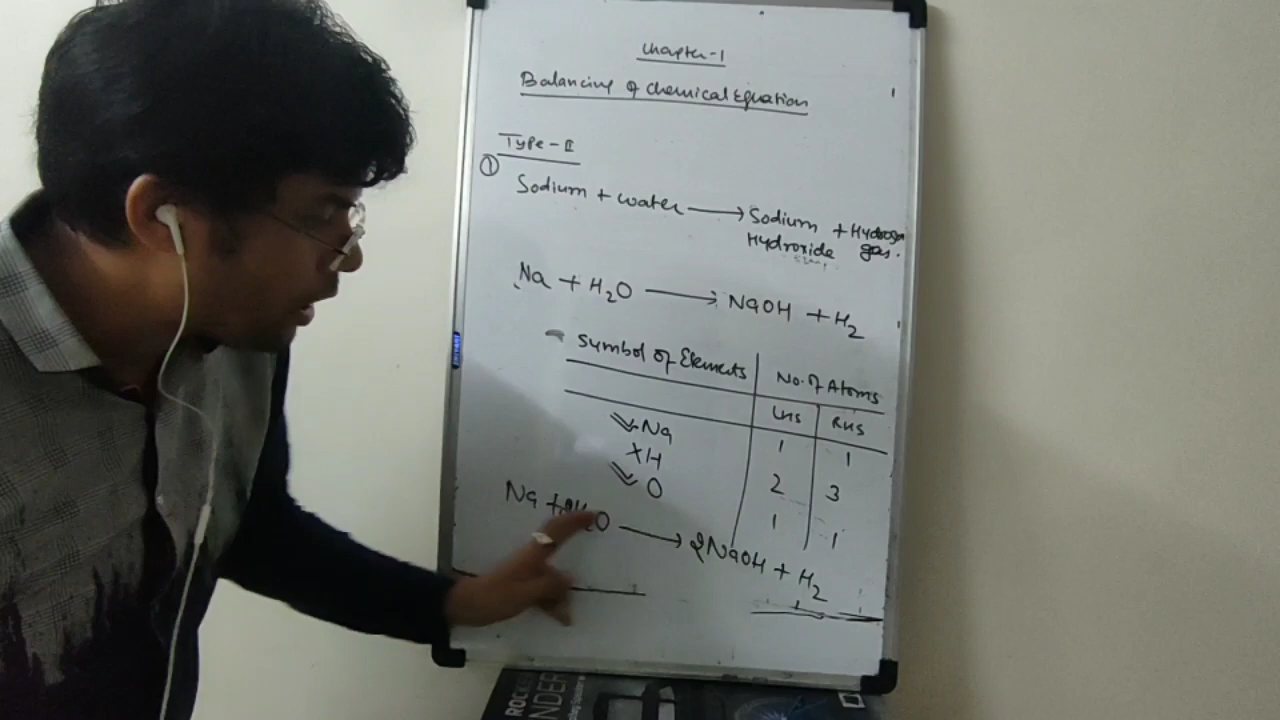 Chapter-1
Balancing of chemical Equation
Type-II
① Sodium + water ⟶ Sodium Hydroxide + Hydrogen gas.
Na + H₂O ⟶ NaOH + H₂
Symbol of Elements No. of Atoms
LHS RHS
Na 1 1
×H 2 3
O 1 1
Na + 2H₂O ⟶ 2NaOH + H₂